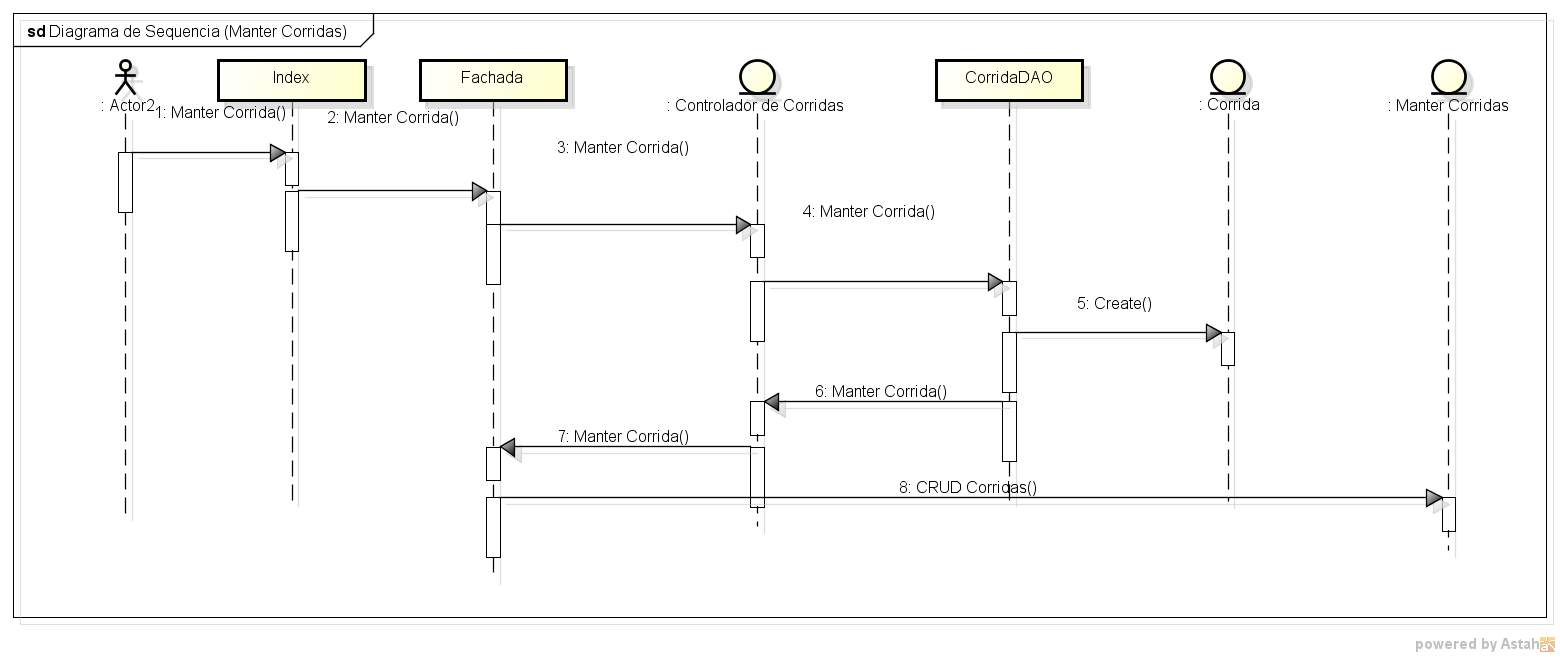 sd Diagrama de Sequencia (Manter Corridas)
Index
Fachada
CorridaDAO
: Actor2
: Controlador de Corridas
: Corrida
: Manter Corridas
1: Manter Corrida()
2: Manter Corrida()
3: Manter Corrida()
4: Manter Corrida()
5: Create()
6: Manter Corrida()
7: Manter Corrida()
8: CRUD Corridas()
powered by Astah